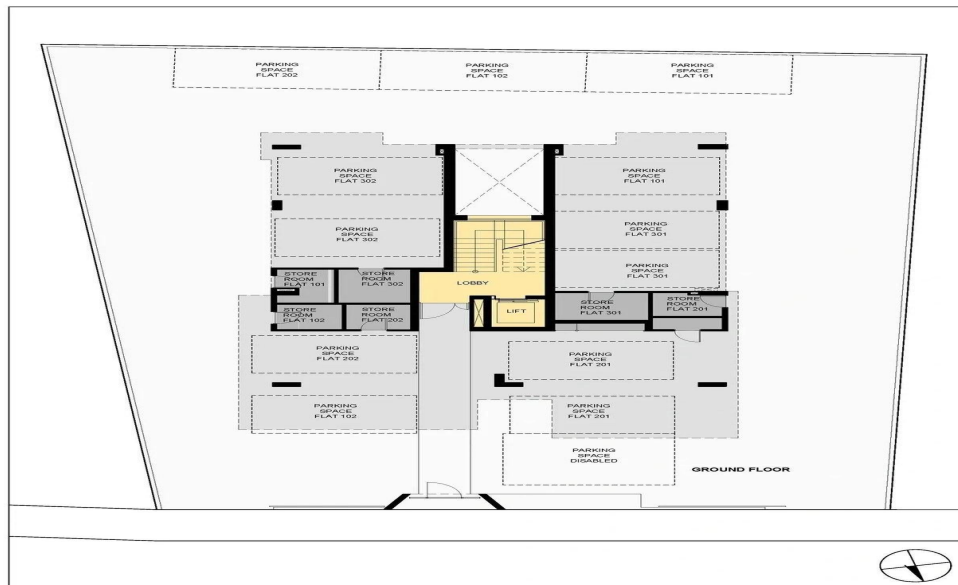 PARKING
SPACE
FLAT 202
PARKING
SPACE
FLAT 102
PARKING
SPACE
FLAT 101
PARKING
SPACE
FLAT 302
PARKING
SPACE
FLAT 101
PARKING
SPACE
FLAT 302
PARKING
SPACE
FLAT 301
PARKING
SPACE
FLAT 301
STORE
ROOM
FLAT 101
STORE
ROOM
FLAT 302
LOBBY
STORE
ROOM
FLAT 102
STORE
ROOM
FLAT 202
LIFT
STORE
ROOM
FLAT 301
STORE
ROOM
FLAT 201
PARKING
SPACE
FLAT 202
PARKING
SPACE
FLAT 201
PARKING
SPACE
FLAT 102
PARKING
SPACE
FLAT 201
PARKING
SPACE
DISABLED
GROUND FLOOR